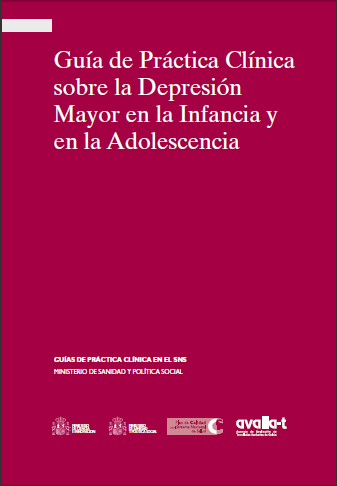 Guía de Práctica Clínica
sobre la Depresión
Mayor en la Infancia y
en la Adolescencia
GUÍAS DE PRÁCTICA CLÍNICA EN EL SNS
MINISTERIO DE SANIDAD Y POLÍTICA SOCIAL
avalia-t